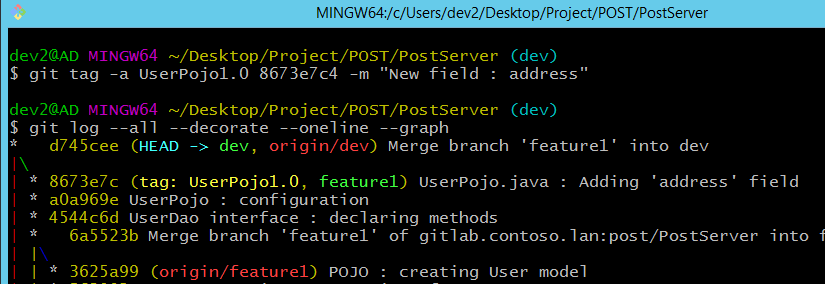 MINGW64:/c/Users/dev2/Desktop/Project/POST/PostServer
dev2@AD MINGW64 ~/Desktop/Project/POST/PostServer (dev)
$ git tag -a UserPojo1.0 8673e7c4 -m "New field : address"
dev2@AD MINGW64 ~/Desktop/Project/POST/PostServer (dev)
$ git log --all --decorate --oneline --graph
*   d745cee (HEAD -> dev, origin/dev) Merge branch 'feature1' into dev
|\
| * 8673e7c (tag: UserPojo1.0, feature1) UserPojo.java : Adding 'address' field
| * a0a969e UserPojo : configuration
| * 4544c6d UserDao interface : declaring methods
| *   6a5523b Merge branch 'feature1' of gitlab.contoso.lan:post/PostServer into f
| |\
| | * 3625a99 (origin/feature1) POJO : creating User model